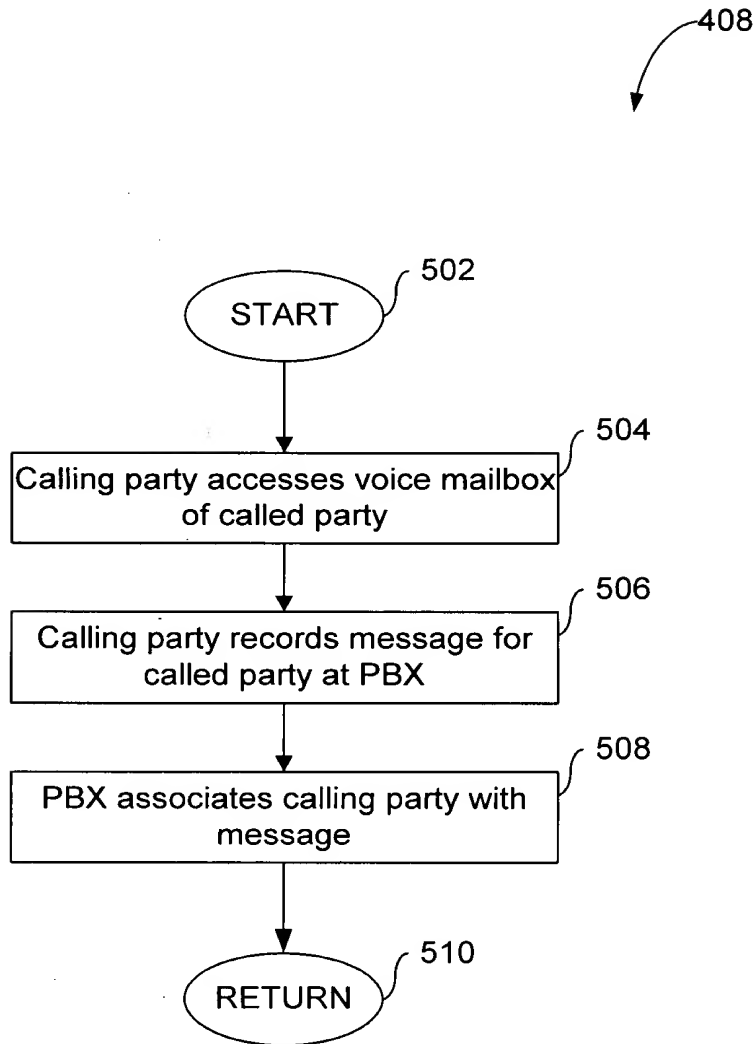 408
502
START
504
Calling party accesses voice mailbox
of called party
506
Calling party records message for
called party at PBX
508
PBX associates calling party with
message
510
RETURN